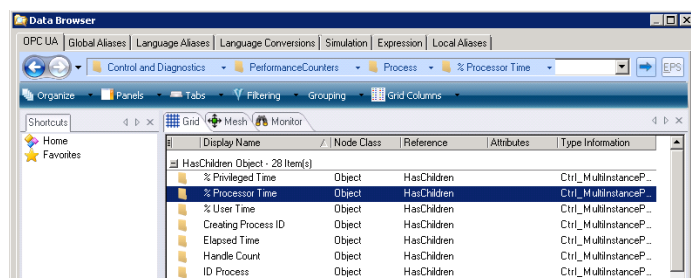 Data Browser
OPC UA Global Aliases Language Aliases Language Conversions Simulation Expression Local Aliases
Control and Diagnostics PerformanceCounters Process % Processor Time EPS
Organize Panels Tabs Filtering Grouping Grid Columns
Shortcuts Grid Mesh Monitor
Home
Favorites
Display Name Node Class Reference Attributes Type Information
HasChildren Object - 28 Item(s)
% Privileged Time Object HasChildren Ctrl_MultiInstanceP...
% Processor Time Object HasChildren Ctrl_MultiInstanceP...
% User Time Object HasChildren Ctrl_MultiInstanceP...
Creating Process ID Object HasChildren Ctrl_MultiInstanceP...
Elapsed Time Object HasChildren Ctrl_MultiInstanceP...
Handle Count Object HasChildren Ctrl_MultiInstanceP...
ID Process Object HasChildren Ctrl_MultiInstanceP...